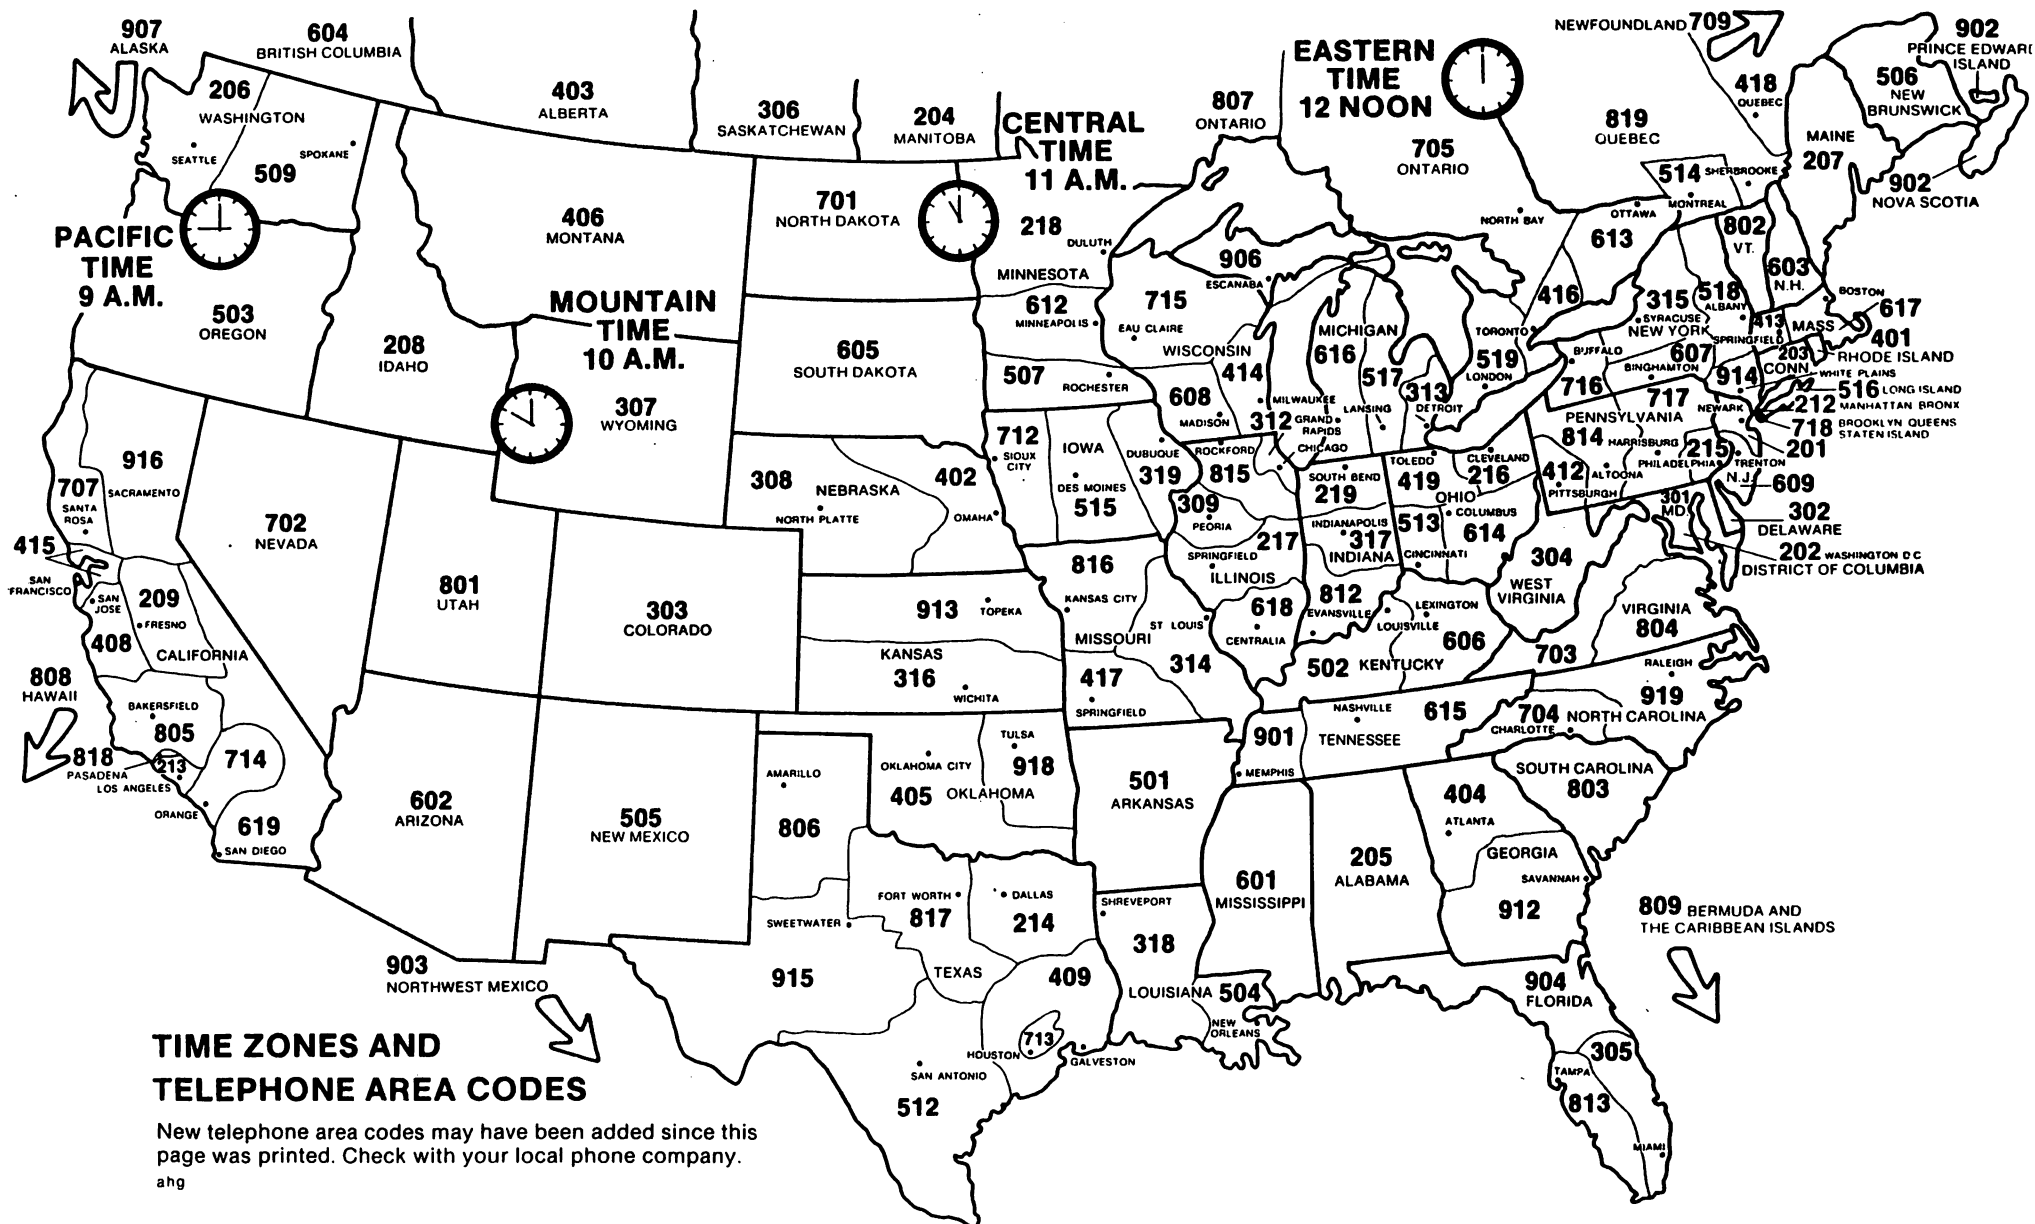 907
ALASKA
604
BRITISH COLUMBIA
403
ALBERTA
306
SASKATCHEWAN
204
MANITOBA
807
ONTARIO
705
ONTARIO
819
QUEBEC
NEWFOUNDLAND 709
418
QUEBEC
902
PRINCE EDWARD
ISLAND
506
NEW
BRUNSWICK
902
NOVA SCOTIA
514
MONTREAL
SHERBROOKE
613
OTTAWA
NORTH BAY
416
TORONTO
519
LONDON
PACIFIC
TIME
9 A.M.
MOUNTAIN
TIME
10 A.M.
CENTRAL
TIME
11 A.M.
EASTERN
TIME
12 NOON
206
WASHINGTON
SEATTLE
SPOKANE
509
503
OREGON
208
IDAHO
406
MONTANA
307
WYOMING
701
NORTH DAKOTA
605
SOUTH DAKOTA
308
NEBRASKA
402
NORTH PLATTE
OMAHA
218
DULUTH
MINNESOTA
612
MINNEAPOLIS
507
ROCHESTER
715
EAU CLAIRE
WISCONSIN
414
608
MADISON
MILWAUKEE
906
ESCANABA
MICHIGAN
616
517
313
GRAND
RAPIDS
LANSING
DETROIT
712
SIOUX
CITY
IOWA
DES MOINES
515
DUBUQUE
319
312
CHICAGO
ROCKFORD
815
309
PEORIA
217
SPRINGFIELD
ILLINOIS
618
CENTRALIA
SOUTH BEND
219
INDIANAPOLIS
317
INDIANA
812
EVANSVILLE
TOLEDO
419
CLEVELAND
216
OHIO
513
COLUMBUS
614
CINCINNATI
MAINE
207
802
VT.
603
N.H.
BOSTON
617
413
MASS
SPRINGFIELD
401
RHODE ISLAND
203
CONN
315
SYRACUSE
518
ALBANY
NEW YORK
607
BINGHAMTON
BUFFALO
716
914
WHITE PLAINS
516 LONG ISLAND
212 MANHATTAN BRONX
718 BROOKLYN QUEENS
STATEN ISLAND
717
PENNSYLVANIA
814
HARRISBURG
412
ALTOONA
PITTSBURGH
215
PHILADELPHIA
NEWARK
201
TRENTON
N.J.
609
301
MD.
302
DELAWARE
202 WASHINGTON D C
DISTRICT OF COLUMBIA
304
WEST
VIRGINIA
VIRGINIA
804
703
916
SACRAMENTO
707
SANTA
ROSA
415
SAN
FRANCISCO
SAN
JOSE
209
FRESNO
408
CALIFORNIA
BAKERSFIELD
805
818
PASADENA
213
LOS ANGELES
714
ORANGE
619
SAN DIEGO
808
HAWAII
702
NEVADA
801
UTAH
303
COLORADO
602
ARIZONA
505
NEW MEXICO
913
TOPEKA
KANSAS
316
WICHITA
816
KANSAS CITY
MISSOURI
ST LOUIS
314
417
SPRINGFIELD
LEXINGTON
LOUISVILLE
606
502
KENTUCKY
NASHVILLE
615
901
TENNESSEE
MEMPHIS
RALEIGH
919
704
NORTH CAROLINA
CHARLOTTE
SOUTH CAROLINA
803
TULSA
918
OKLAHOMA CITY
405
OKLAHOMA
501
ARKANSAS
AMARILLO
806
SWEETWATER
FORT WORTH
817
DALLAS
214
915
TEXAS
409
713
HOUSTON
GALVESTON
SAN ANTONIO
512
SHREVEPORT
318
LOUISIANA
504
NEW
ORLEANS
601
MISSISSIPPI
205
ALABAMA
404
ATLANTA
GEORGIA
SAVANNAH
912
904
FLORIDA
305
TAMPA
813
MIAMI
809 BERMUDA AND
THE CARIBBEAN ISLANDS
903
NORTHWEST MEXICO
TIME ZONES AND
TELEPHONE AREA CODES
New telephone area codes may have been added since this
page was printed. Check with your local phone company.
ahg